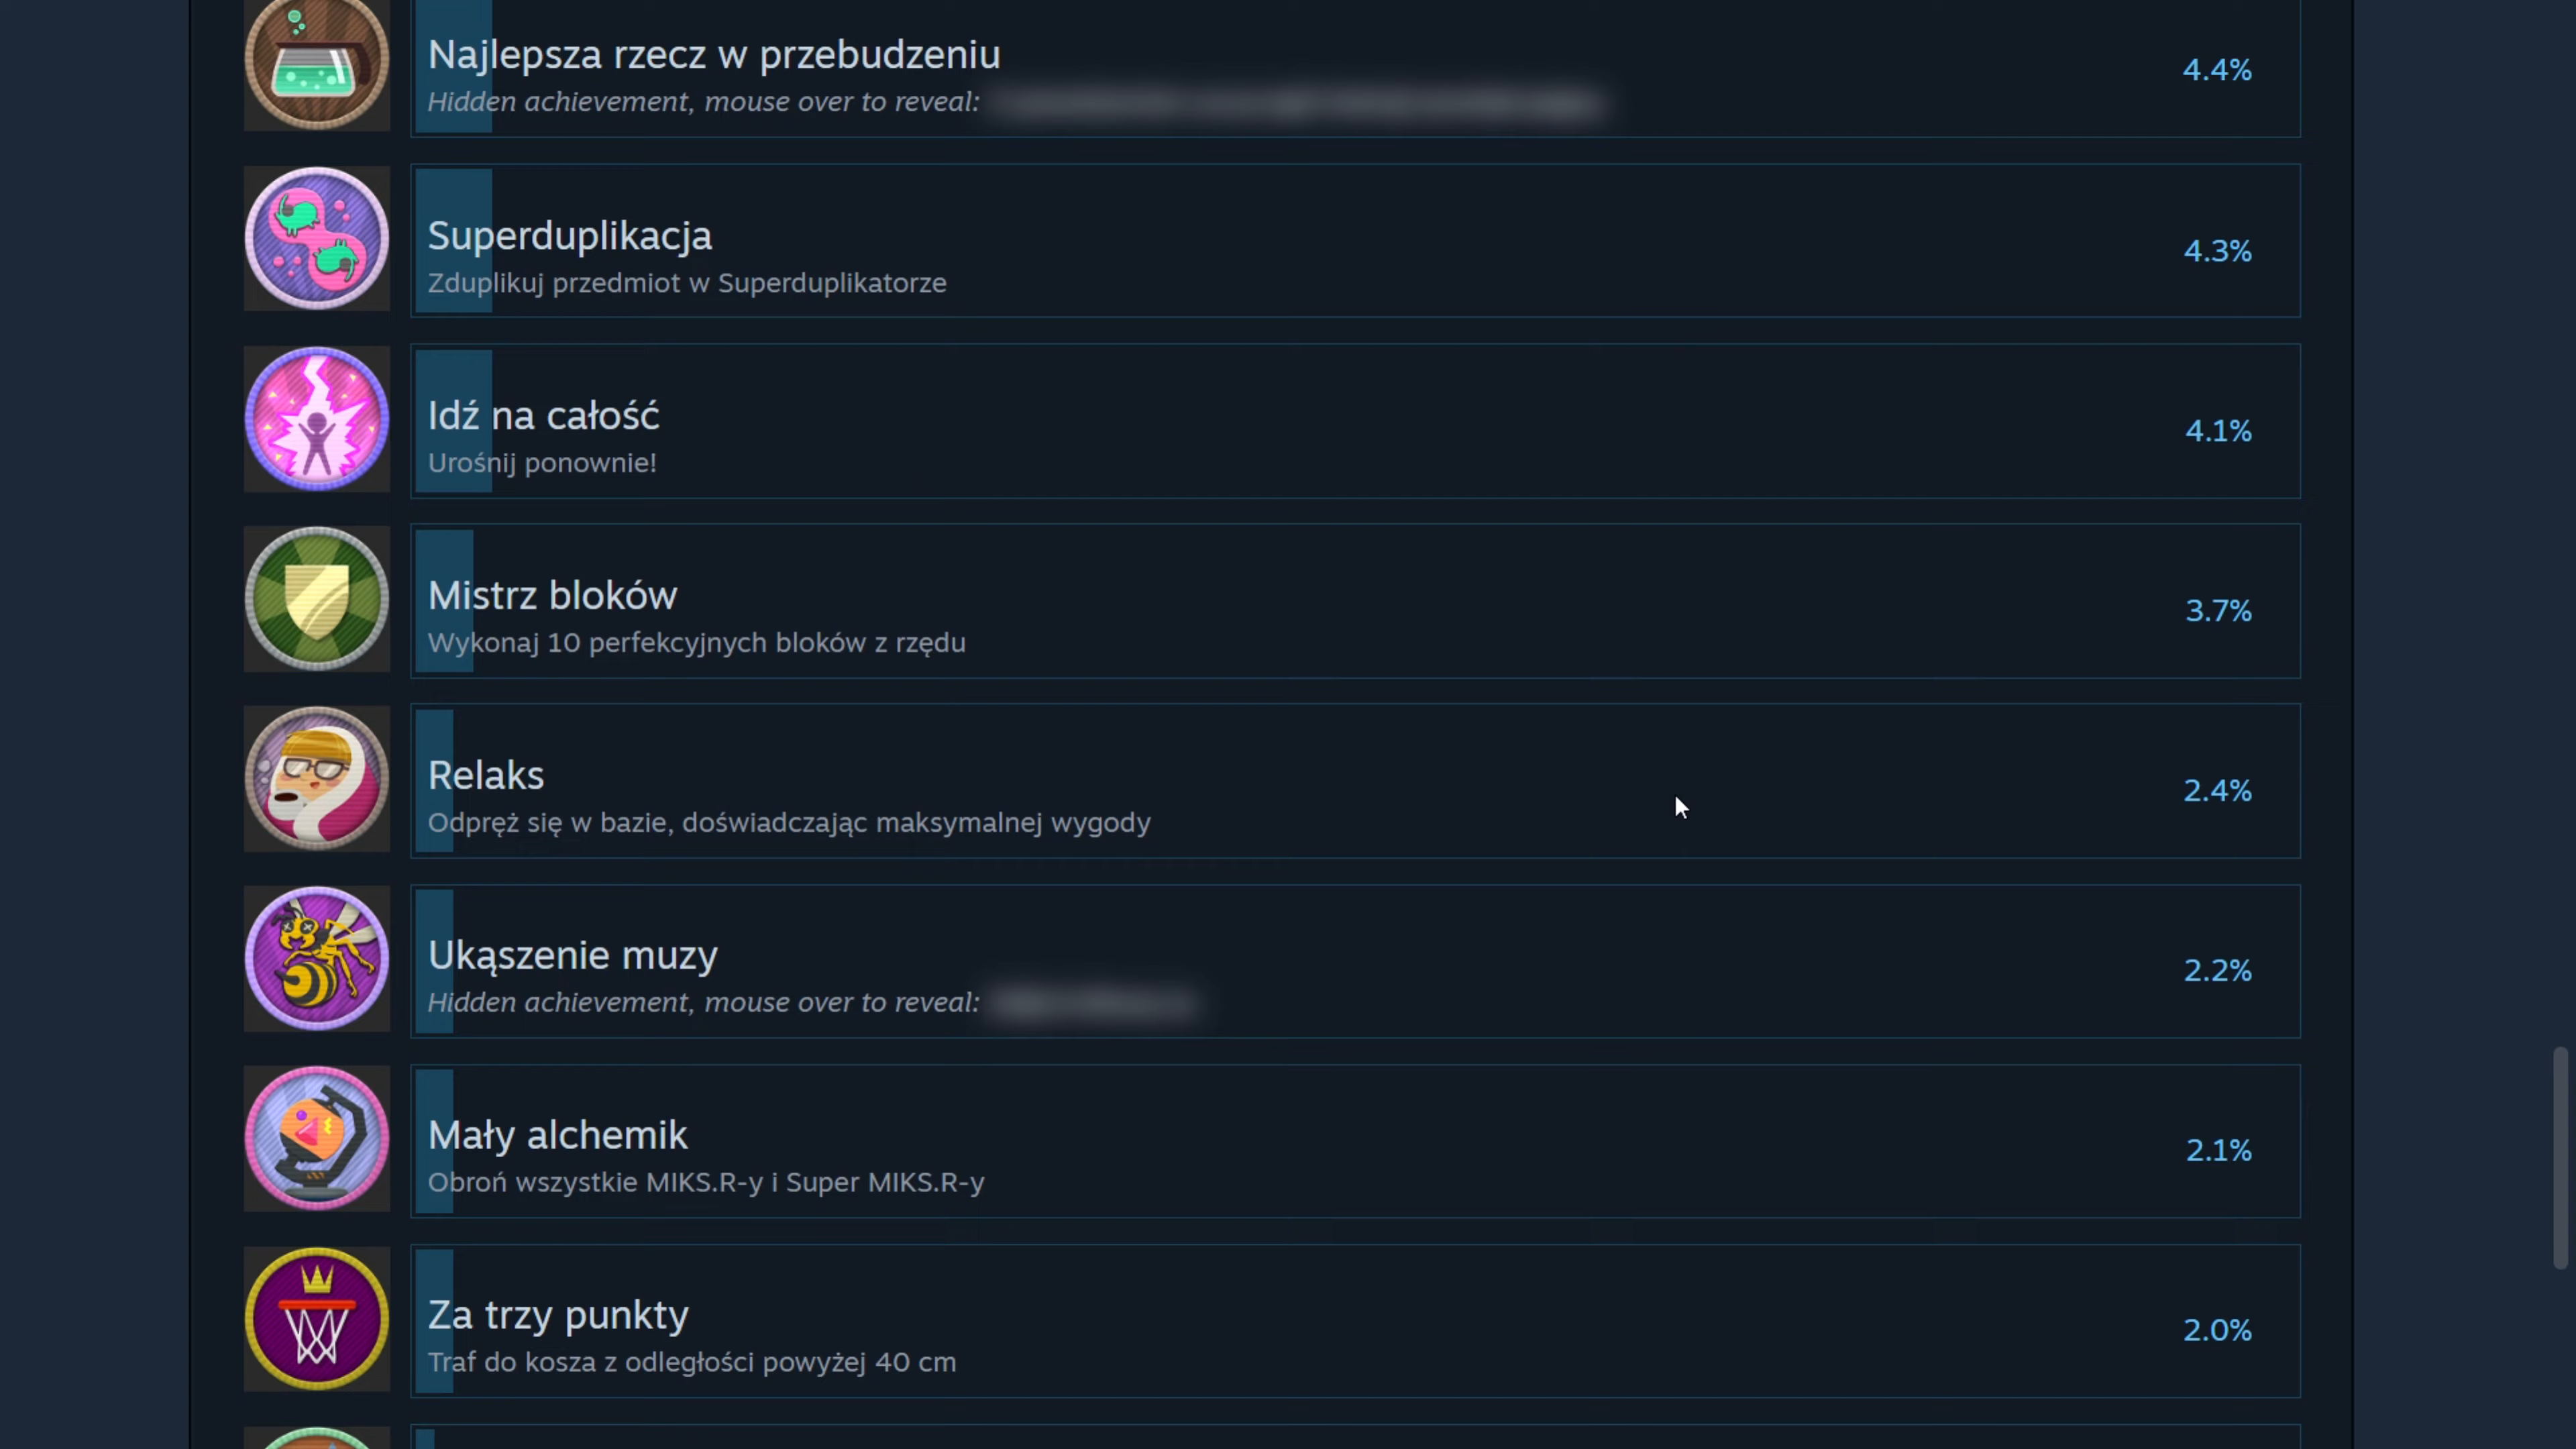 Najlepsza rzecz w przebudzeniu
Hidden achievement, mouse over to reveal:
4.4%
Superduplikacja
Zduplikuj przedmiot w Superduplikatorze
4.3%
Idź na całość
Urośnij ponownie!
4.1%
Mistrz bloków
Wykonaj 10 perfekcyjnych bloków z rzędu
3.7%
Relaks
Odpręż się w bazie, doświadczając maksymalnej wygody
2.4%
Ukąszenie muzy
Hidden achievement, mouse over to reveal:
2.2%
Mały alchemik
Obroń wszystkie MIKS.R-y i Super MIKS.R-y
2.1%
Za trzy punkty
Traf do kosza z odległości powyżej 40 cm
2.0%